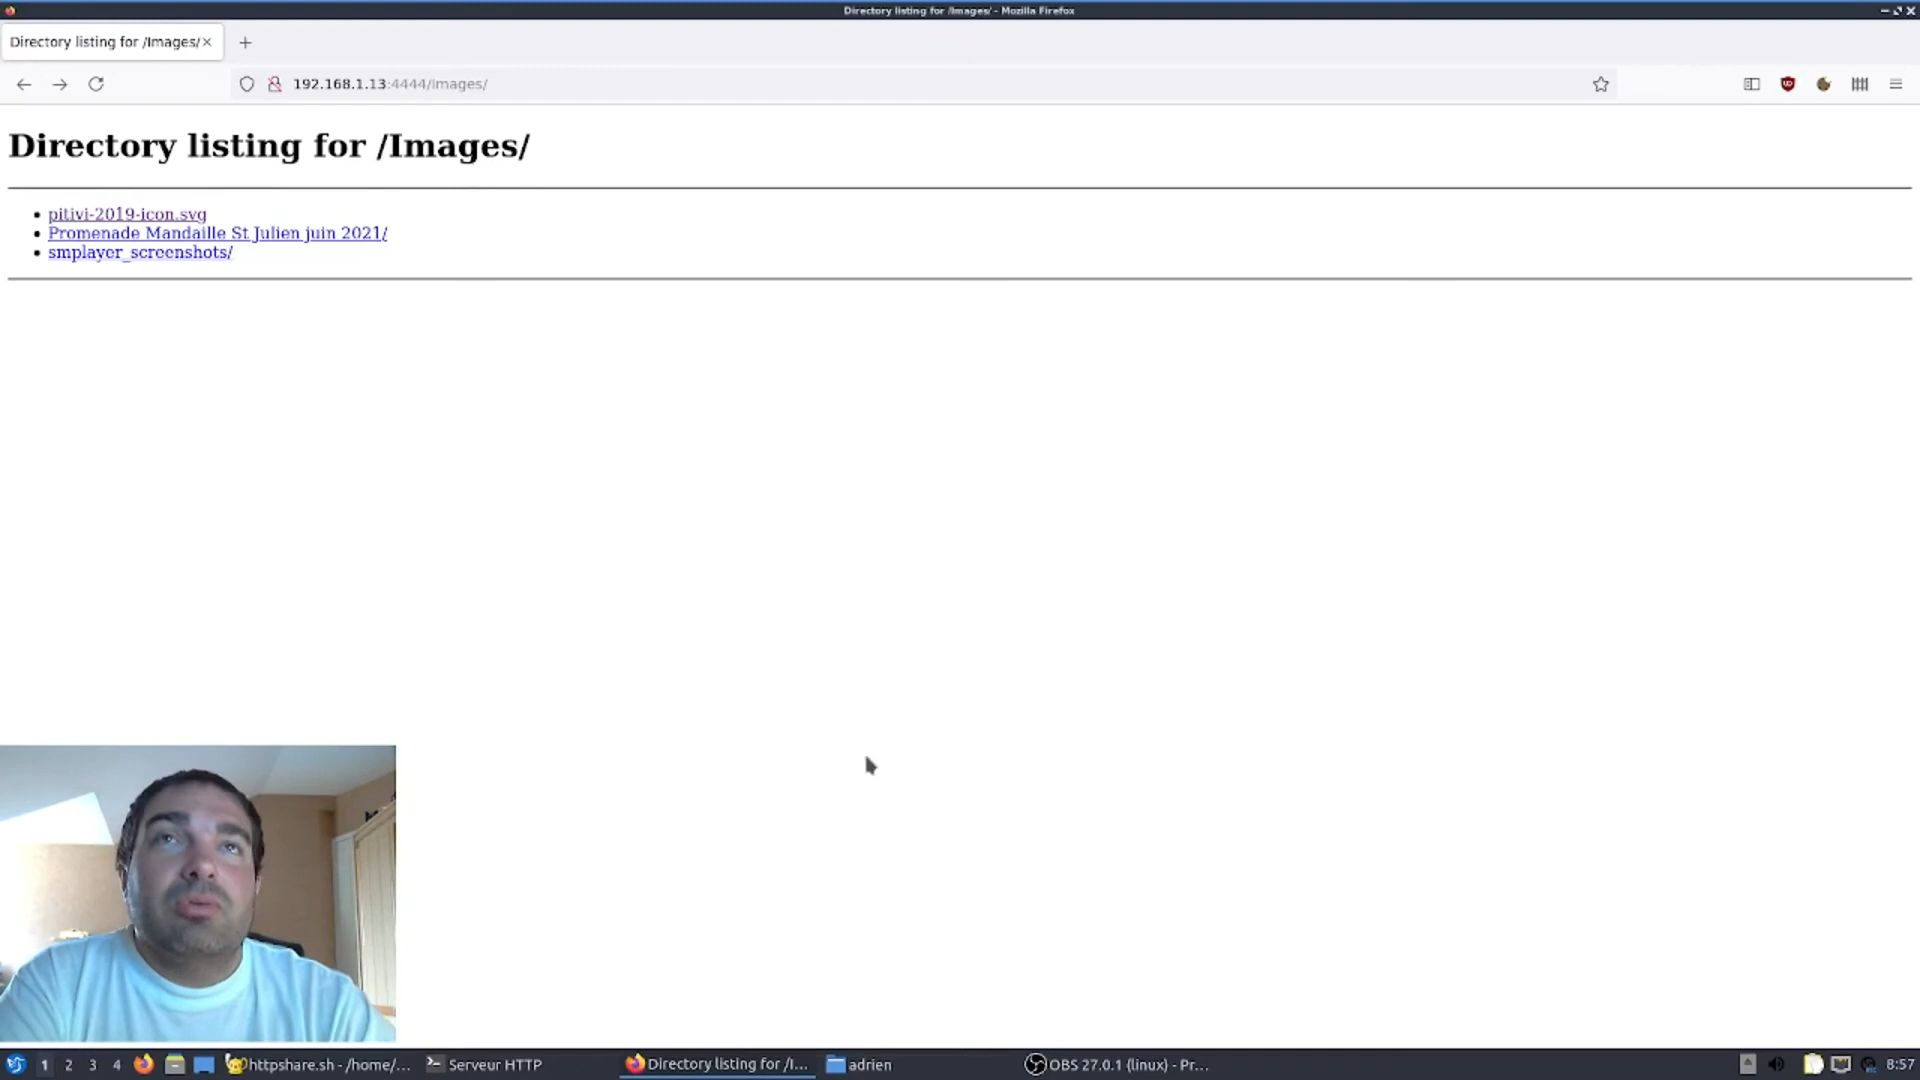 Directory listing for /Images/ - Mozilla Firefox
Directory listing for /Images/
192.168.1.13:4444/Images/
Directory listing for /Images/
pitivi-2019-icon.svg
Promenade Mandaille St Julien juin 2021/
smplayer_screenshots/
1 2 3 4 httpshare.sh - /home/... Serveur HTTP Directory listing for /I... adrien OBS 27.0.1 (linux) - Pr... 8:57